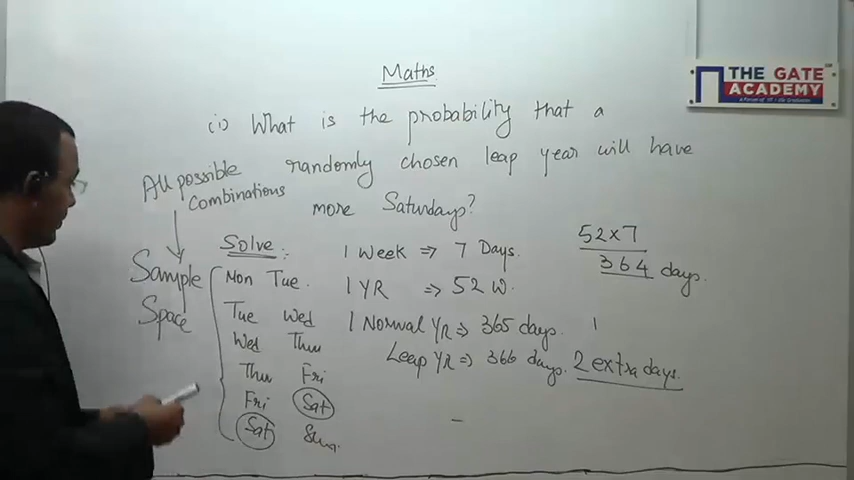 Maths
THE GATE
ACADEMY
i) What is the probability that a
randomly chosen leap year will have
more Saturdays?
All possible
Combinations
Sample
Space
Solve:
1 Week ⇒ 7 Days.
52×7
364 days.
Mon Tue.
1 YR ⇒ 52 W.
Tue Wed
1 Normal YR ⇒ 365 days. 1
Wed Thu
Leap YR ⇒ 366 days. 2 extra days.
Thu Fri
Fri Sat
Sat Sun.